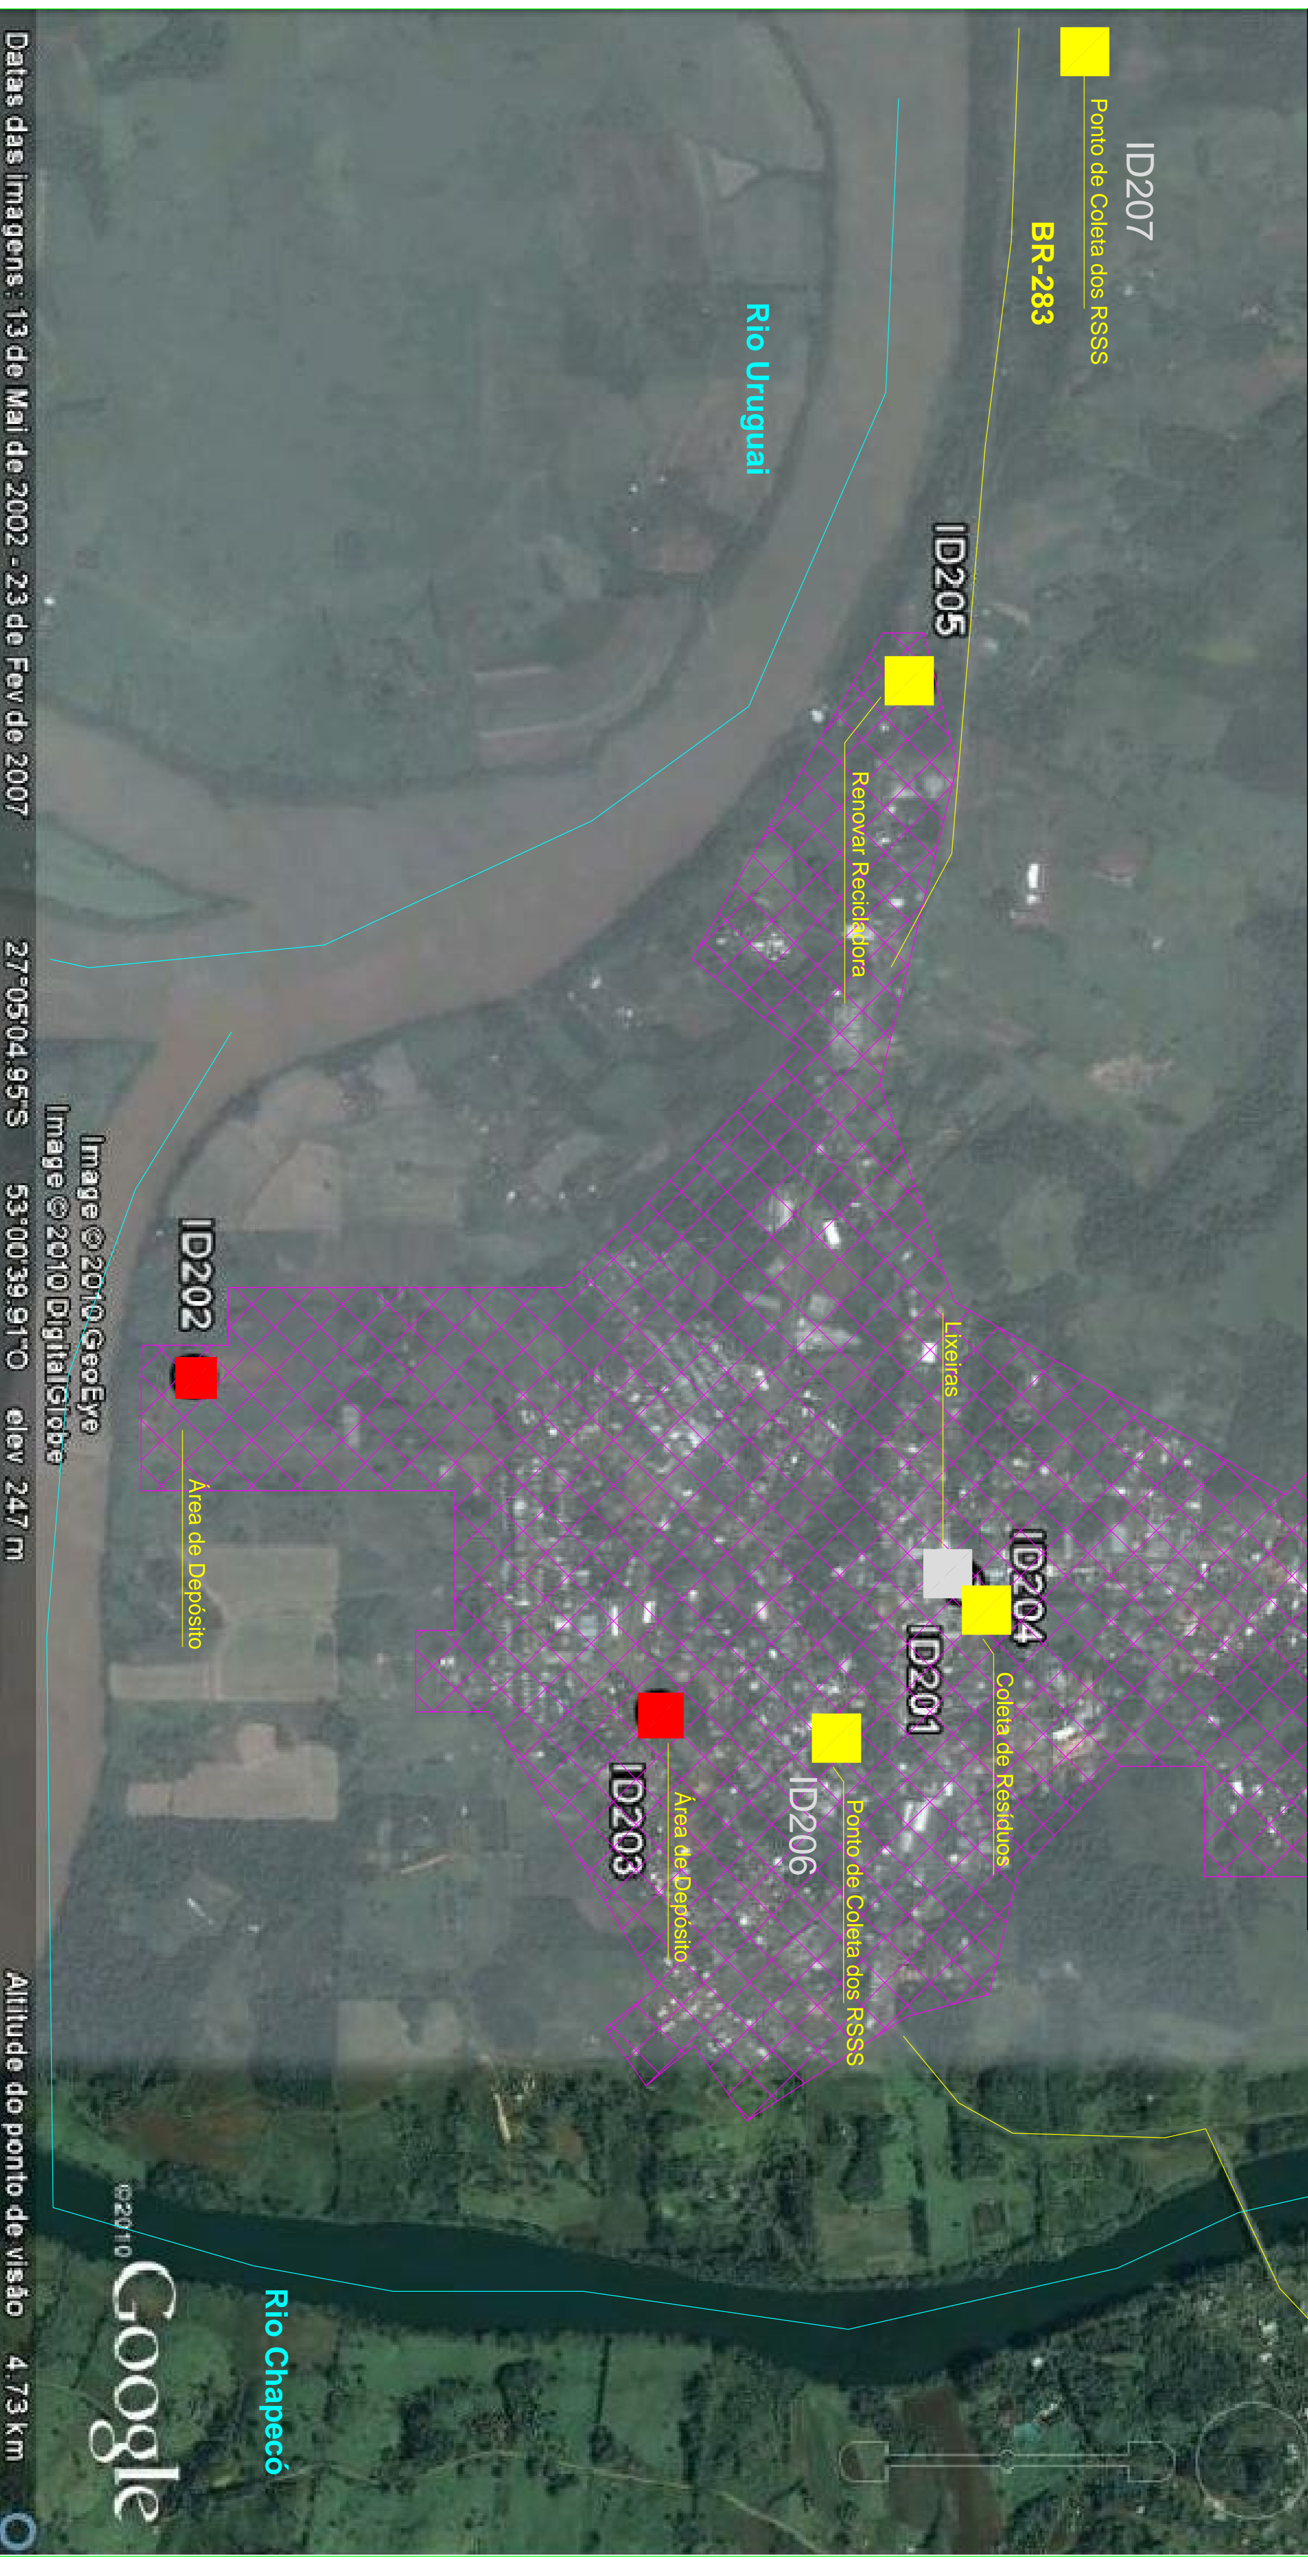 ID207
Ponto de Coleta dos RSSS
BR-283
Rio Uruguai
ID205
Renovar Recicladora
Lixeiras
ID204
Coleta de Resíduos
ID201
Ponto de Coleta dos RSSS
ID206
Área de Depósito
ID203
ID202
Área de Depósito
Rio Chapecó
Image © 2010 GeoEye
Image © 2010 DigitalGlobe
©2010 Google
Datas das imagens: 13 de Mai de 2002 - 23 de Fev de 2007 27°05'04.95"S 53°00'39.91"O elev 247 m Altitude do ponto de visão 4.73 km